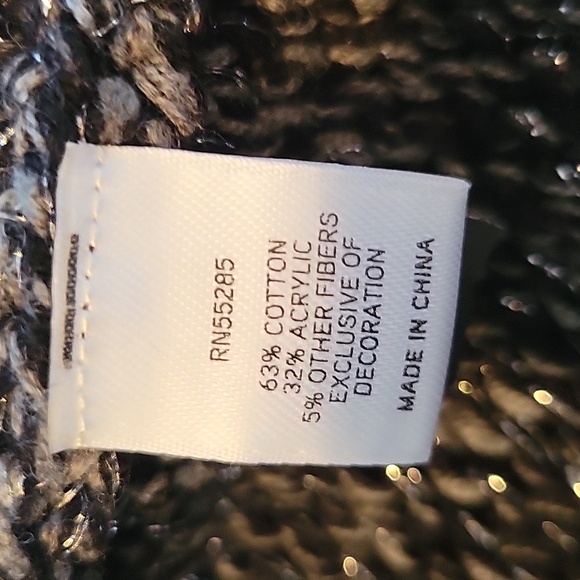 RN55285
63% COTTON
32% ACRYLIC
5% OTHER FIBERS
EXCLUSIVE OF
DECORATION
MADE IN CHINA